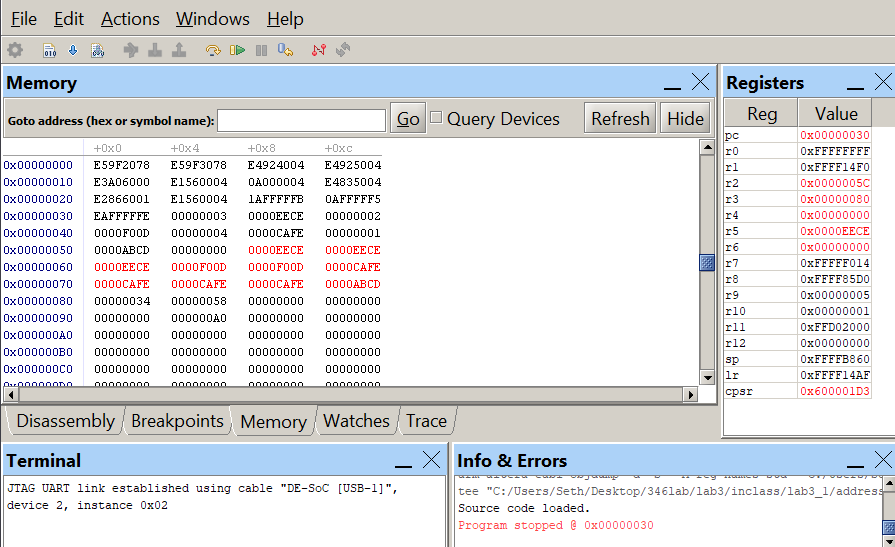 File Edit Actions Windows Help
Memory
Goto address (hex or symbol name): Go Query Devices Refresh Hide
+0x0 +0x4 +0x8 +0xc
0x00000000 E59F2078 E59F3078 E4924004 E4925004
0x00000010 E3A06000 E1560004 0A000004 E4835004
0x00000020 E2866001 E1560004 1AFFFFFB 0AFFFFF5
0x00000030 EAFFFFFE 00000003 0000EECE 00000002
0x00000040 0000F00D 00000004 0000CAFE 00000001
0x00000050 0000ABCD 00000000 0000EECE 0000EECE
0x00000060 0000EECE 0000F00D 0000F00D 0000CAFE
0x00000070 0000CAFE 0000CAFE 0000CAFE 0000ABCD
0x00000080 00000034 00000058 00000000 00000000
0x00000090 00000000 000000A0 00000000 00000000
0x000000A0 00000000 00000000 00000000 00000000
0x000000B0 00000000 00000000 00000000 00000000
0x000000C0 00000000 00000000 00000000 00000000
0x000000D0 00000000 00000000 00000000 00000000
Disassembly Breakpoints Memory Watches Trace
Registers
Reg Value
pc 0x00000030
r0 0xFFFFFFFF
r1 0xFFFF14F0
r2 0x0000005C
r3 0x00000080
r4 0x00000000
r5 0x0000EECE
r6 0x00000000
r7 0xFFFFF014
r8 0xFFFF85D0
r9 0x00000005
r10 0x00000001
r11 0xFFD02000
r12 0x00000000
sp 0xFFFFB860
lr 0xFFFF14AF
cpsr 0x600001D3
Terminal
JTAG UART link established using cable "DE-SoC [USB-1]",
device 2, instance 0x02
Info & Errors
tee "C:/Users/Seth/Desktop/346lab/lab3/inclass/lab3_1/address
Source code loaded.
Program stopped @ 0x00000030